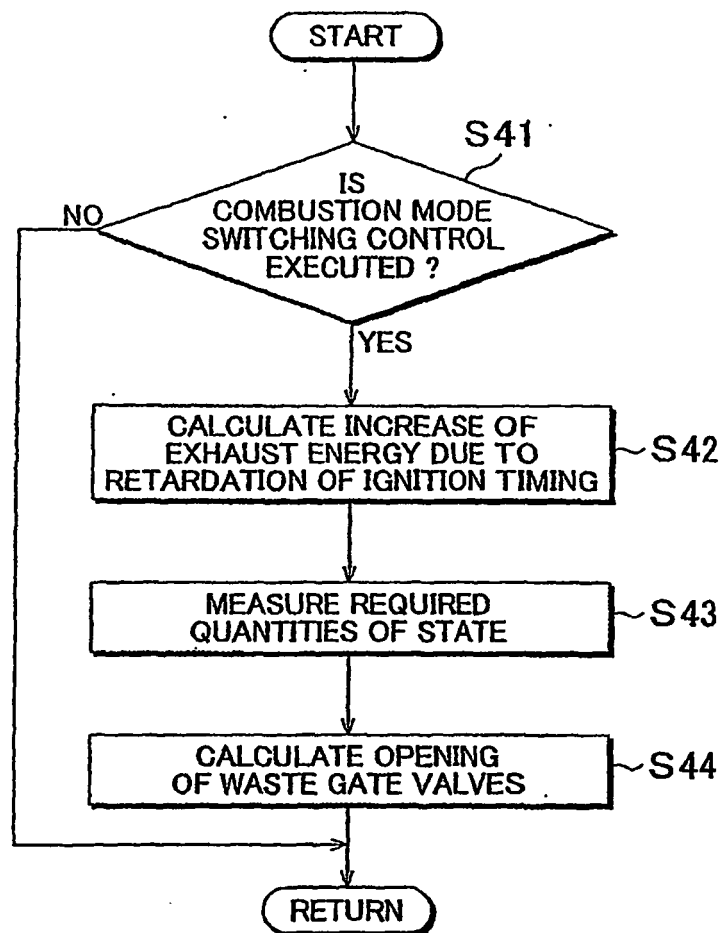 START
S41
IS
COMBUSTION MODE
SWITCHING CONTROL
EXECUTED ?
NO
YES
CALCULATE INCREASE OF
EXHAUST ENERGY DUE TO
RETARDATION OF IGNITION TIMING
S42
MEASURE REQUIRED
QUANTITIES OF STATE
S43
CALCULATE OPENING
OF WASTE GATE VALVES
S44
RETURN